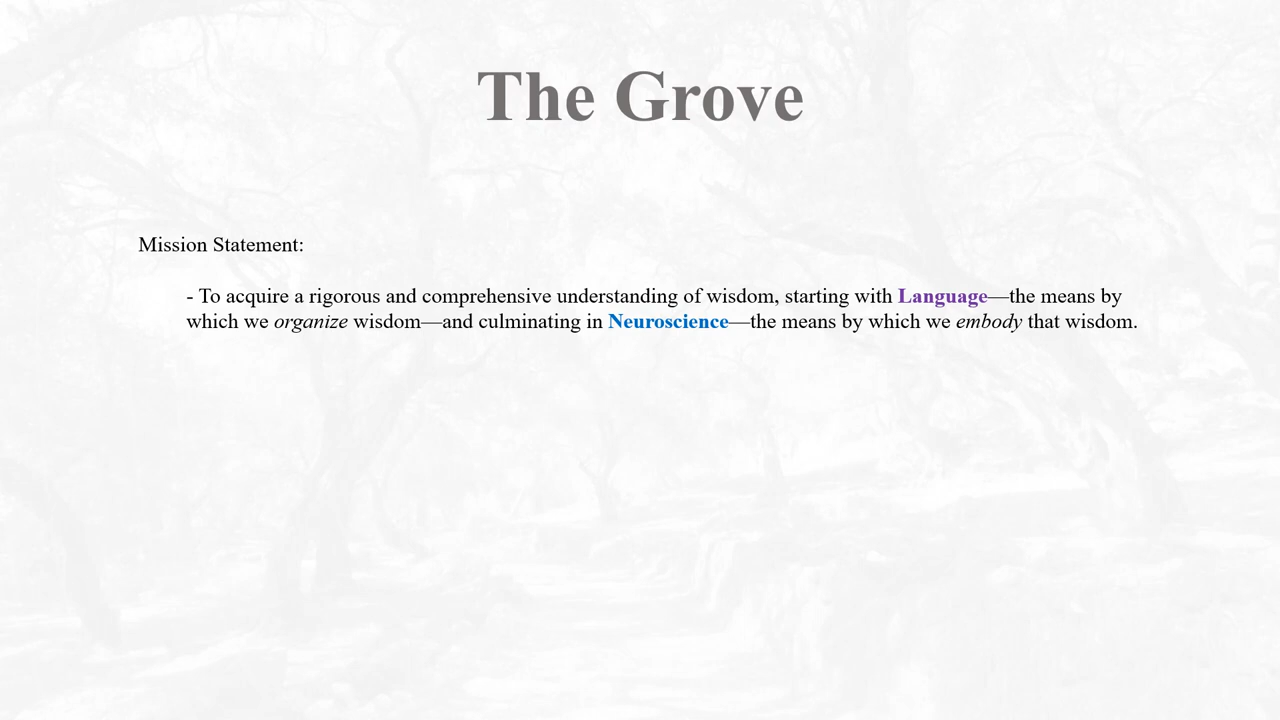 The Grove
Mission Statement:
- To acquire a rigorous and comprehensive understanding of wisdom, starting with Language—the means by
which we organize wisdom—and culminating in Neuroscience—the means by which we embody that wisdom.